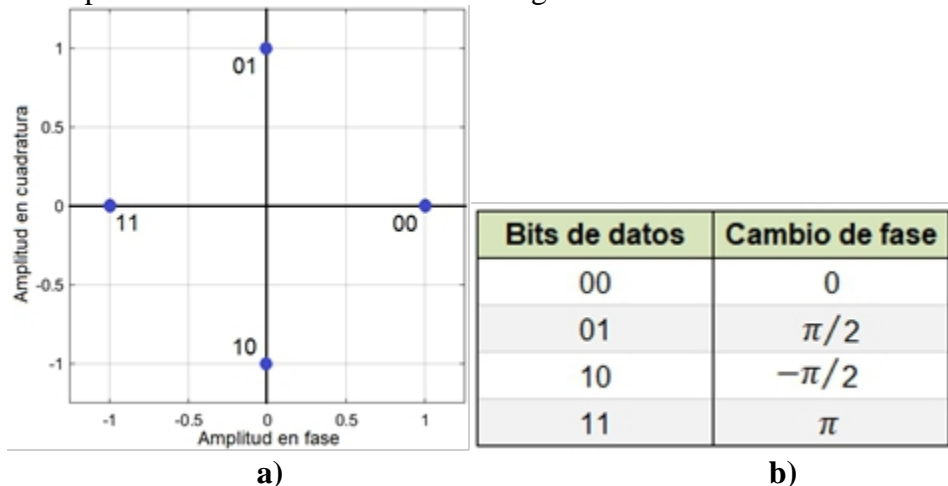 1
01
Amplitud en cuadratura
0.5
0
11
00
-0.5
10
-1
-1
-0.5
0
0.5
1
Amplitud en fase
a)
Bits de datos Cambio de fase
00 0
01 π/2
10 −π/2
11 π
b)